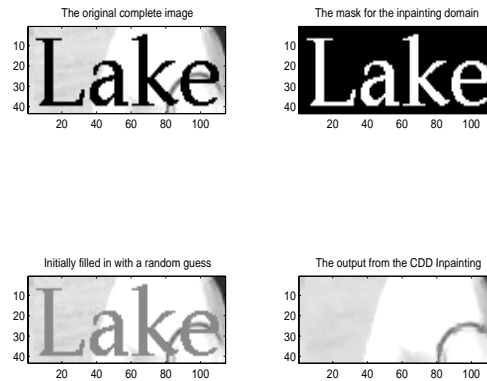 The original complete image
The mask for the inpainting domain
10
20
30
40
Lake
20 40 60 80 100
10
20
30
40
Lake
20 40 60 80 100
Initially filled in with a random guess
The output from the CDD Inpainting
10
20
30
40
Lake
20 40 60 80 100
10
20
30
40
20 40 60 80 100